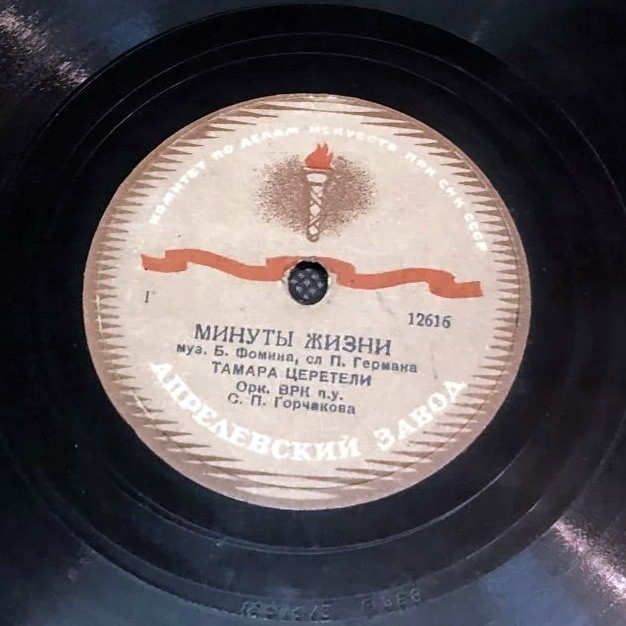 КОМИТЕТ ПО ДЕЛАМ ИСКУССТВ ПРИ СНК СССР
Г
12616
МИНУТЫ ЖИЗНИ
муз. Б. Фомина, сл П. Германа
ТАМАРА ЦЕРЕТЕЛИ
Орк. ВРК п.у.
С. П. Горчакова
АПРЕЛЕВСКИЙ ЗАВОД